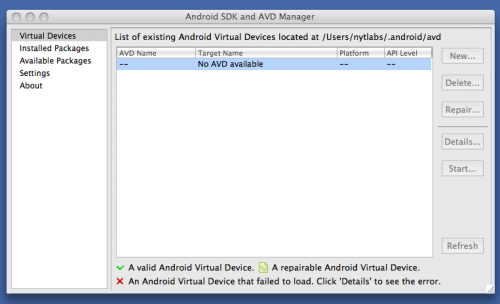 Android SDK and AVD Manager
Virtual Devices
Installed Packages
Available Packages
Settings
About
List of existing Android Virtual Devices located at /Users/nytlabs/.android/avd
AVD Name Target Name Platform API Level
-- No AVD available -- --
New...
Delete...
Repair...
Details...
Start...
Refresh
A valid Android Virtual Device. A repairable Android Virtual Device.
An Android Virtual Device that failed to load. Click 'Details' to see the error.